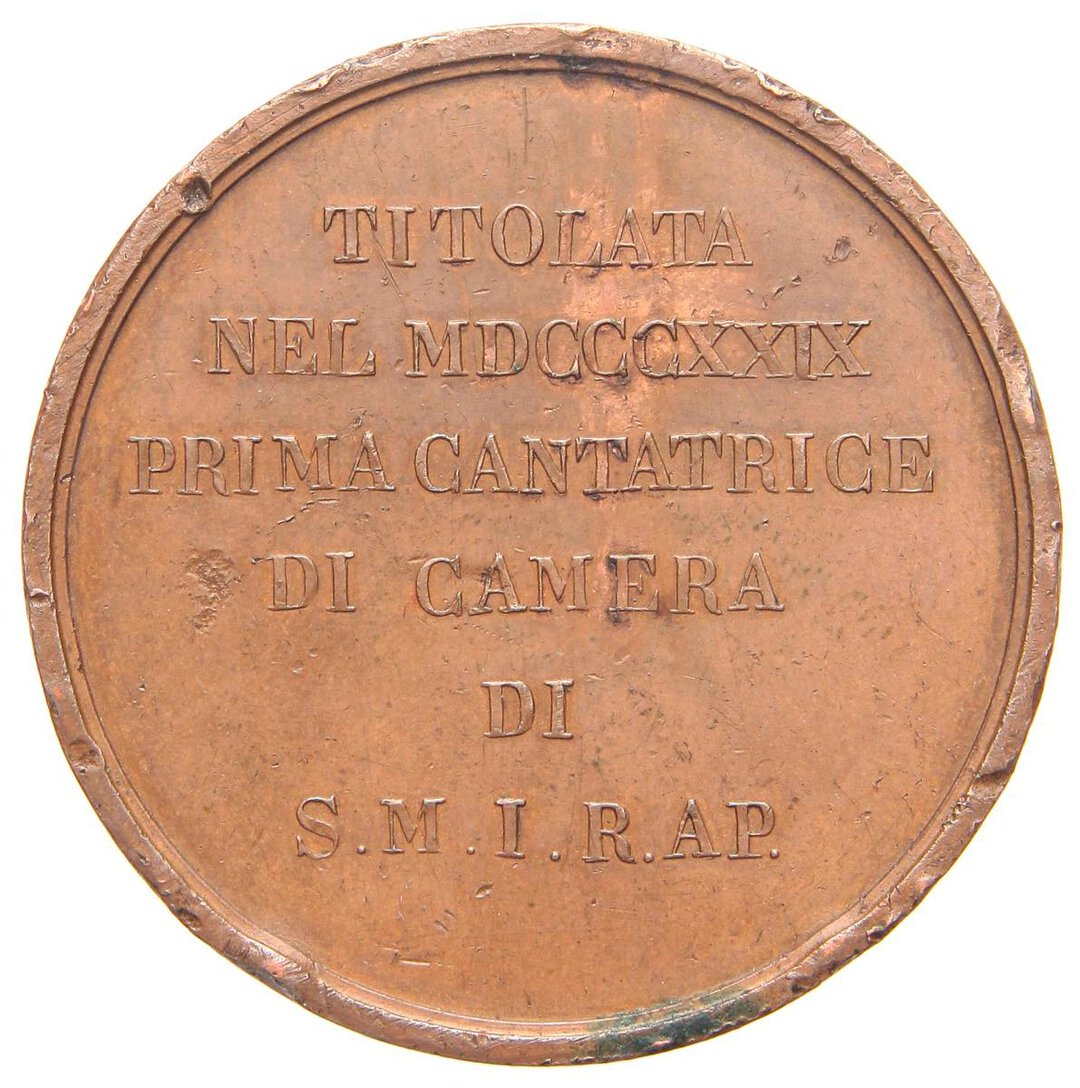 TITOLATA
NEL MDCCCXXIX
PRIMA CANTATRICE
DI CAMERA
DI
S.M.I.R.AP.